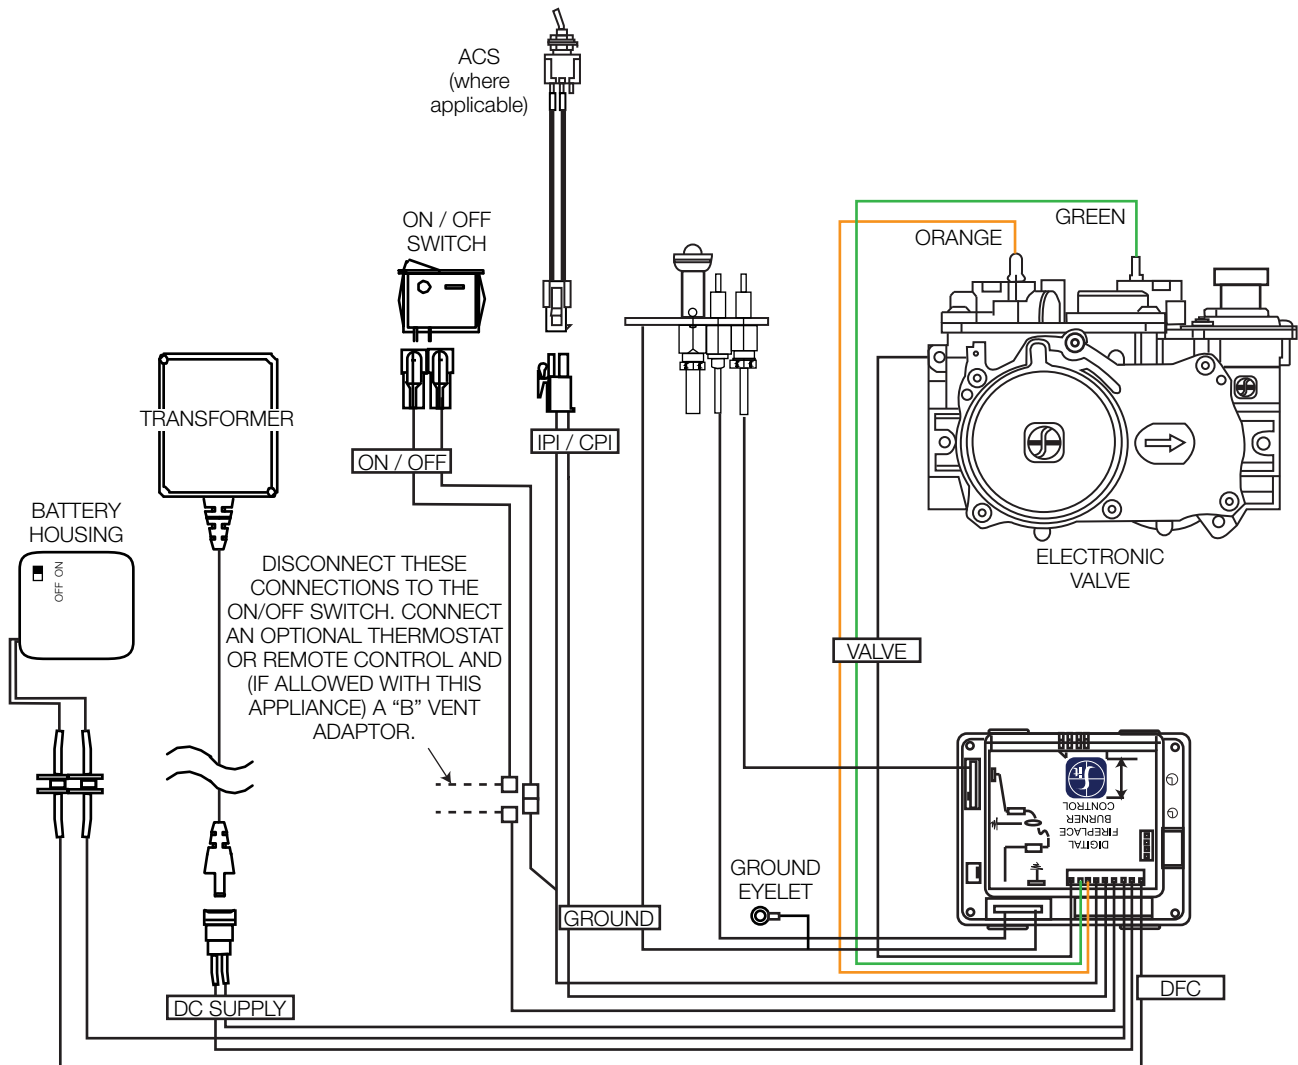 ACS
(where
applicable)
ON / OFF
SWITCH
ORANGE
GREEN
TRANSFORMER
ON / OFF
IPI / CPI
BATTERY
HOUSING
OFF ON
DISCONNECT THESE
CONNECTIONS TO THE
ON/OFF SWITCH. CONNECT
AN OPTIONAL THERMOSTAT
OR REMOTE CONTROL AND
(IF ALLOWED WITH THIS
APPLIANCE) A “B” VENT
ADAPTOR.
ELECTRONIC
VALVE
VALVE
DIGITAL
FIREPLACE
BURNER
CONTROL
sit
GROUND
EYELET
GROUND
DC SUPPLY
DFC